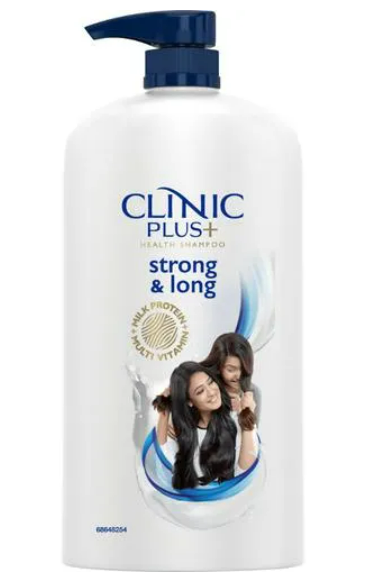 CLINIC
PLUS+
HEALTH SHAMPOO
strong
& long
MILK PROTEIN +
MULTI VITAMIN +
68648254